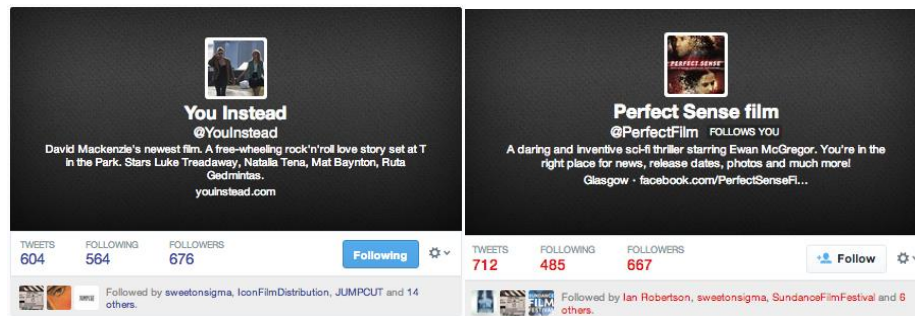 You Instead
@YouInstead
David Mackenzie's newest film. A free-wheeling rock'n'roll love story set at T
in the Park. Stars Luke Treadaway, Natalia Tena, Mat Baynton, Ruta
Gedmintas.
youinstead.com
TWEETS FOLLOWING FOLLOWERS
604 564 676
Following
Followed by sweetonsigma, IconFilmDistribution, JUMPCUT and 14
others.
PERFECT SENSE
Perfect Sense film
@PerfectFilm FOLLOWS YOU
A daring and inventive sci-fi thriller starring Ewan McGregor. You're in the
right place for news, release dates, photos and much more!
Glasgow · facebook.com/PerfectSenseFi...
TWEETS FOLLOWING FOLLOWERS
712 485 667
Follow
SUNDANCE
FILM
Followed by Ian Robertson, sweetonsigma, SundanceFilmFestival and 6
others.